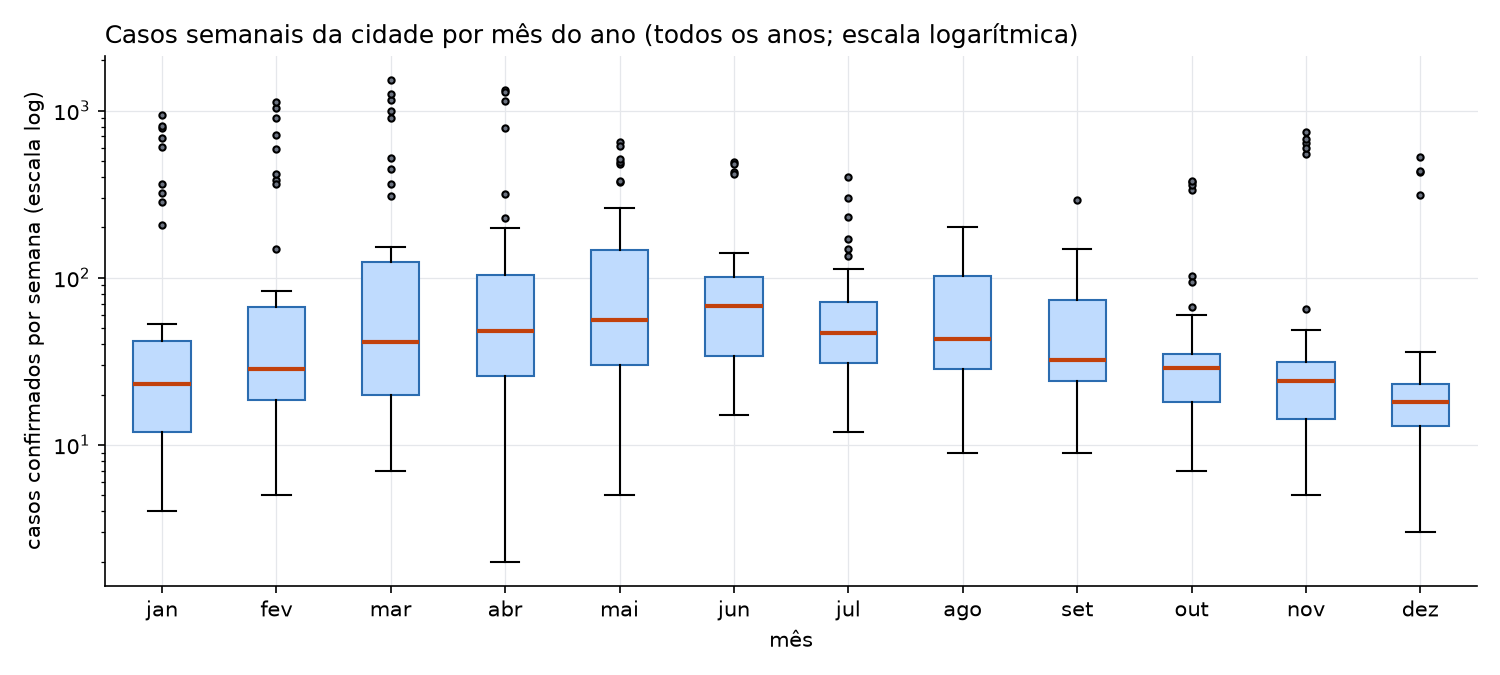 Casos semanais da cidade por mês do ano (todos os anos; escala logarítmica)
casos confirmados por semana (escala log)
10³
10²
10¹
jan fev mar abr mai jun jul ago set out nov dez
mês